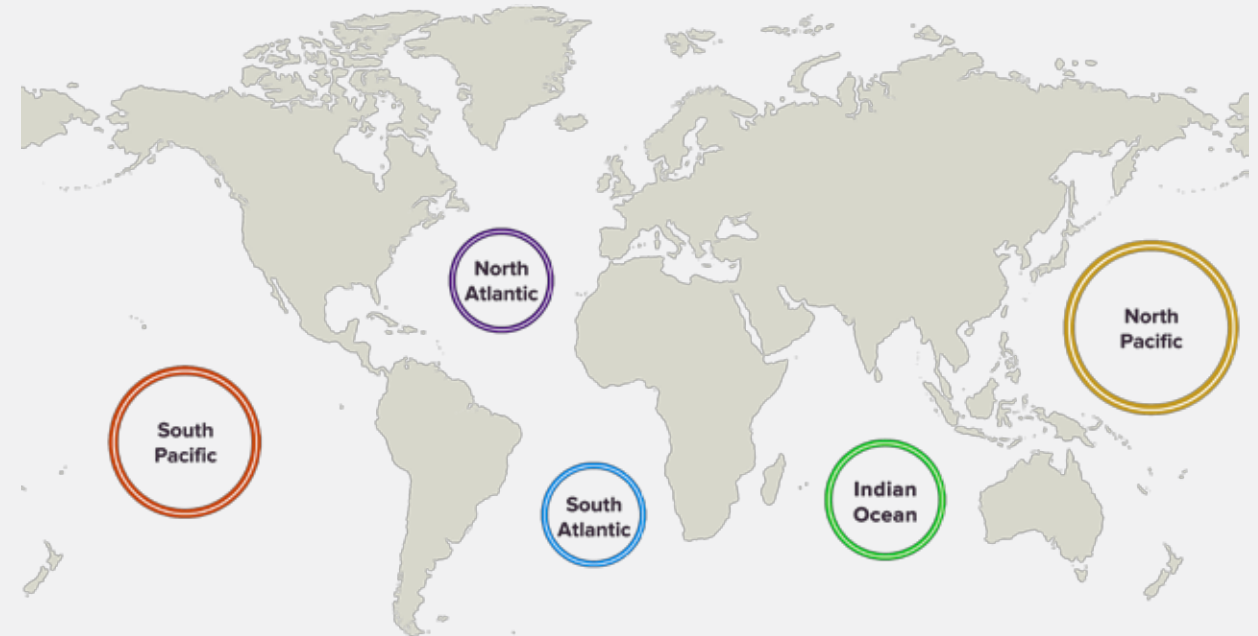 North
Atlantic
North
Pacific
South
Pacific
South
Atlantic
Indian
Ocean